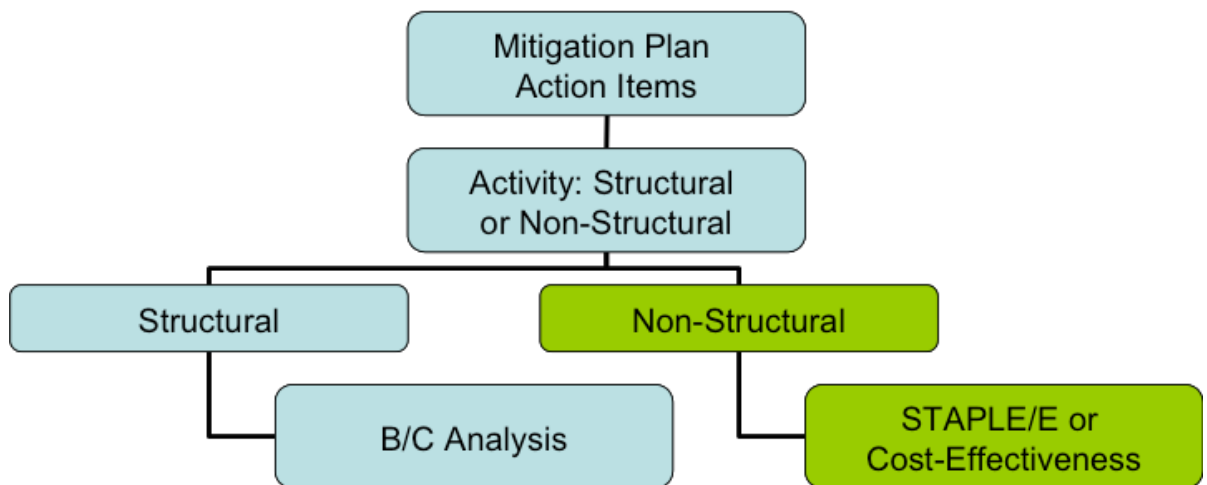 Mitigation Plan
Action Items
Activity: Structural
or Non-Structural
Structural
Non-Structural
B/C Analysis
STAPLE/E or
Cost-Effectiveness